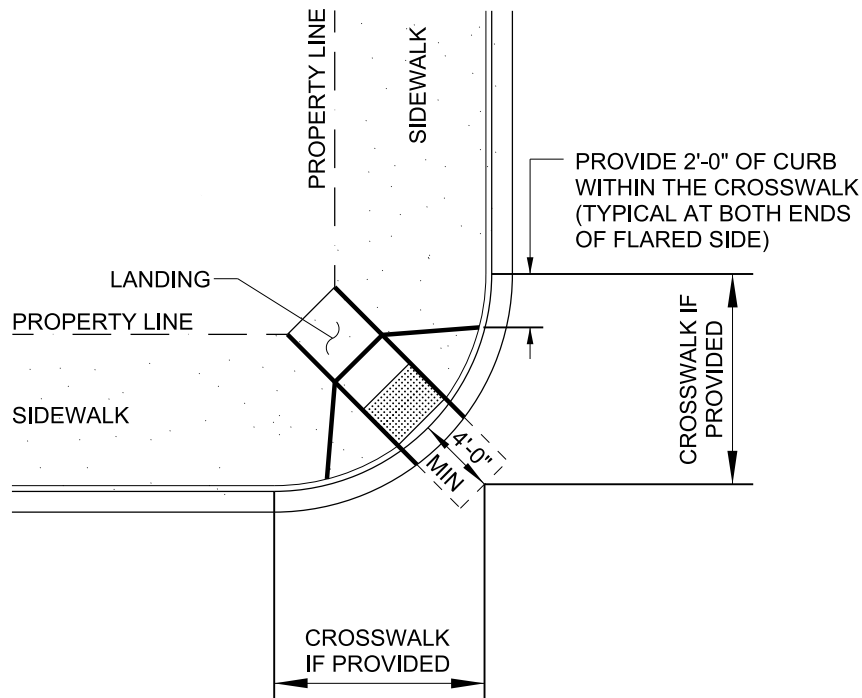 PROPERTY LINE
SIDEWALK
PROVIDE 2'-0" OF CURB
WITHIN THE CROSSWALK
(TYPICAL AT BOTH ENDS
OF FLARED SIDE)
LANDING
PROPERTY LINE
SIDEWALK
CROSSWALK IF
PROVIDED
4'-0"
MIN
CROSSWALK
IF PROVIDED